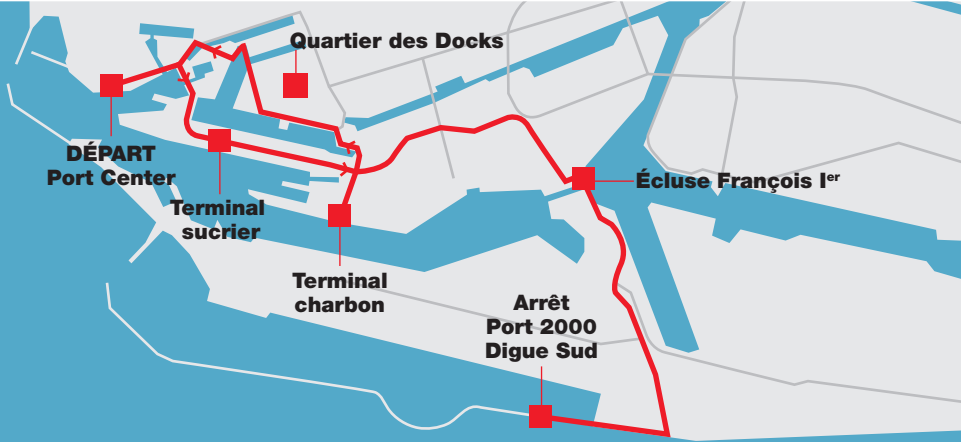 Quartier des Docks
DÉPART
Port Center
Terminal
sucrier
Écluse François Iᵉʳ
Terminal
charbon
Arrêt
Port 2000
Digue Sud